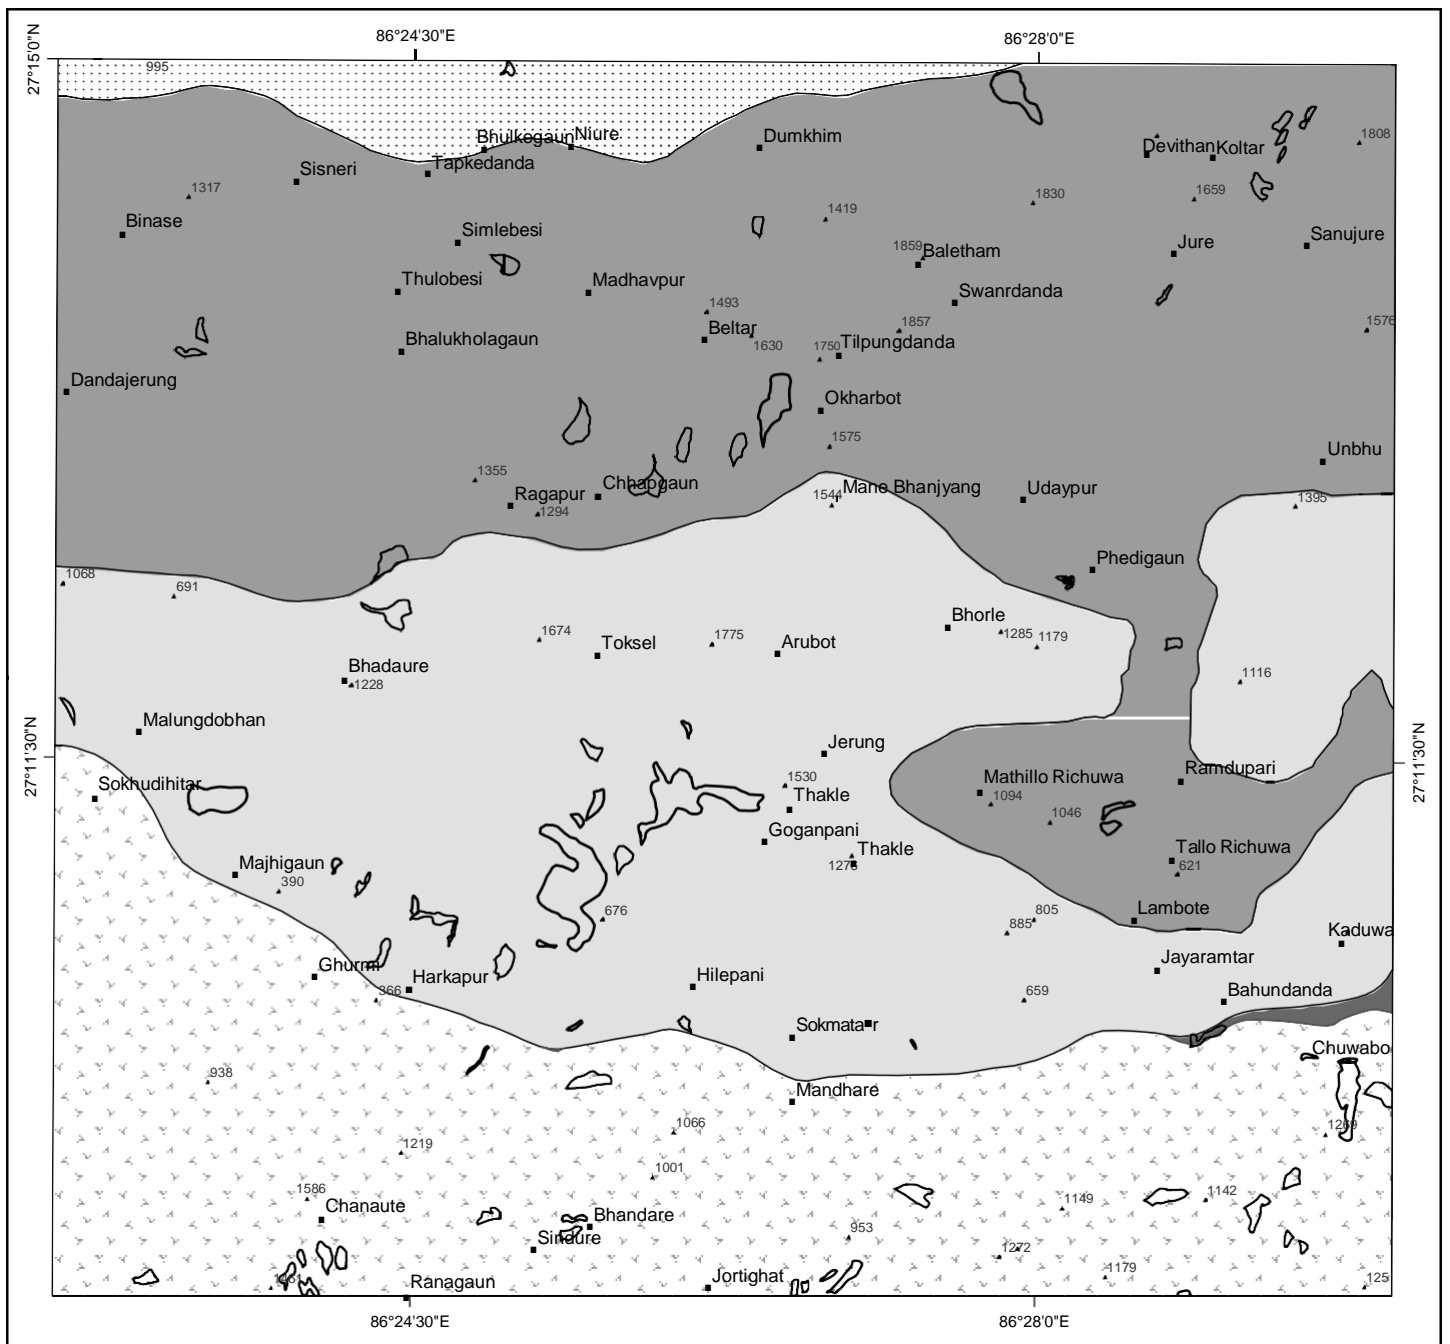 86°24'30"E
86°28'0"E
27°15'0"N
995
Bhulkegaun
Niure
Dumkhim
Devithan
Koltar
1808
Tapkedanda
Sisneri
1317
1830
1659
Binase
Simlebesi
1419
1859
Baletham
Jure
Sanujure
Thulobesi
Madhavpur
Swanrdanda
1493
Beltar
1630
1857
1750
Tilpungdanda
1576
Bhalukholagaun
Dandajerung
Okharbot
1575
Unbhu
1355
Ragapur
1294
Chhapgaun
1544
Mane Bhanjyang
Udaypur
1395
Phedigaun
1068
691
Bhorle
1285
1179
1674
Toksel
1775
Arubot
Bhadaure
1228
1116
Malungdobhan
Jerung
27°11'30"N
27°11'30"N
Sokhudihitar
1530
Thakle
Mathillo Richuwa
1094
Ramdupari
1046
Goganpani
Thakle
1276
Tallo Richuwa
621
Majhigaun
390
676
805
885
Lambote
Kaduwa
Ghurmi
366
Harkapur
Hilepani
659
Jayaramtar
Bahundanda
Sokmatar
Chuwabo
938
Mandhare
1066
1269
1219
1001
1586
Chanaute
Bhandare
Sindure
953
1149
1142
1272
1461
Ranagaun
Jortighat
1179
125
86°24'30"E
86°28'0"E